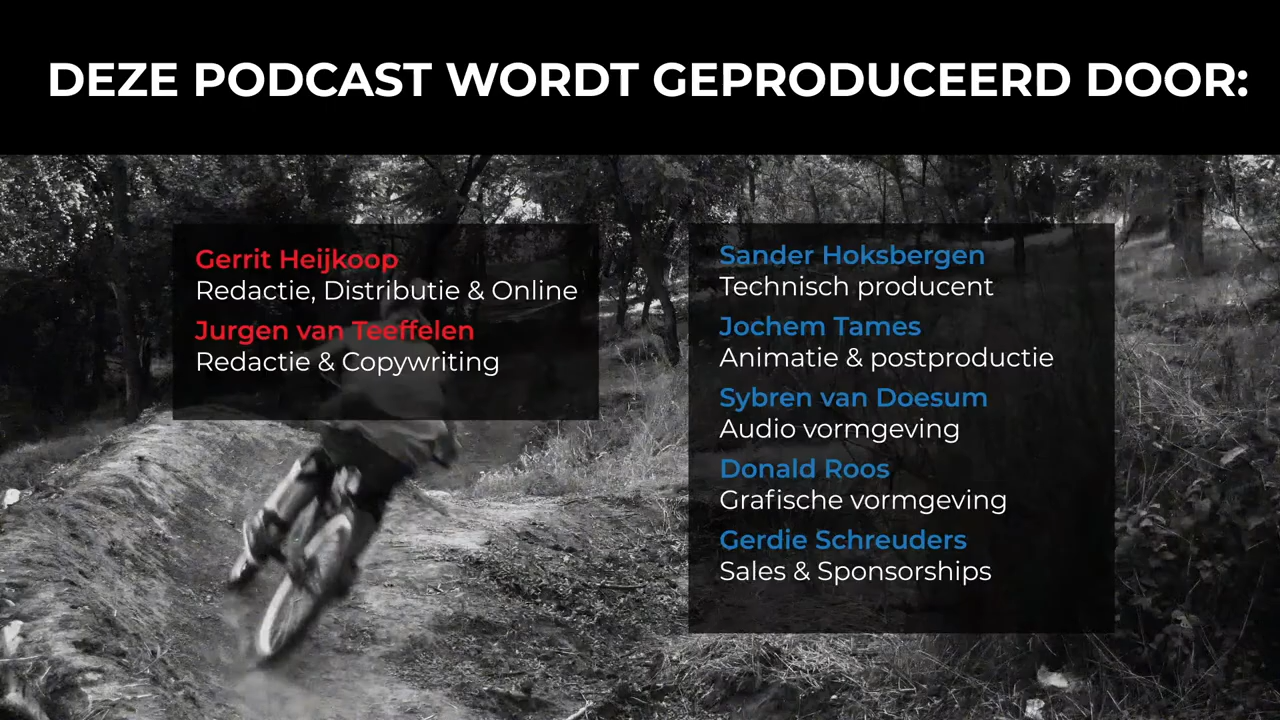 DEZE PODCAST WORDT GEPRODUCEERD DOOR:
Gerrit Heijkoop
Redactie, Distributie & Online
Jurgen van Teeffelen
Redactie & Copywriting
Sander Hoksbergen
Technisch producent
Jochem Tames
Animatie & postproductie
Sybren van Doesum
Audio vormgeving
Donald Roos
Grafische vormgeving
Gerdie Schreuders
Sales & Sponsorships